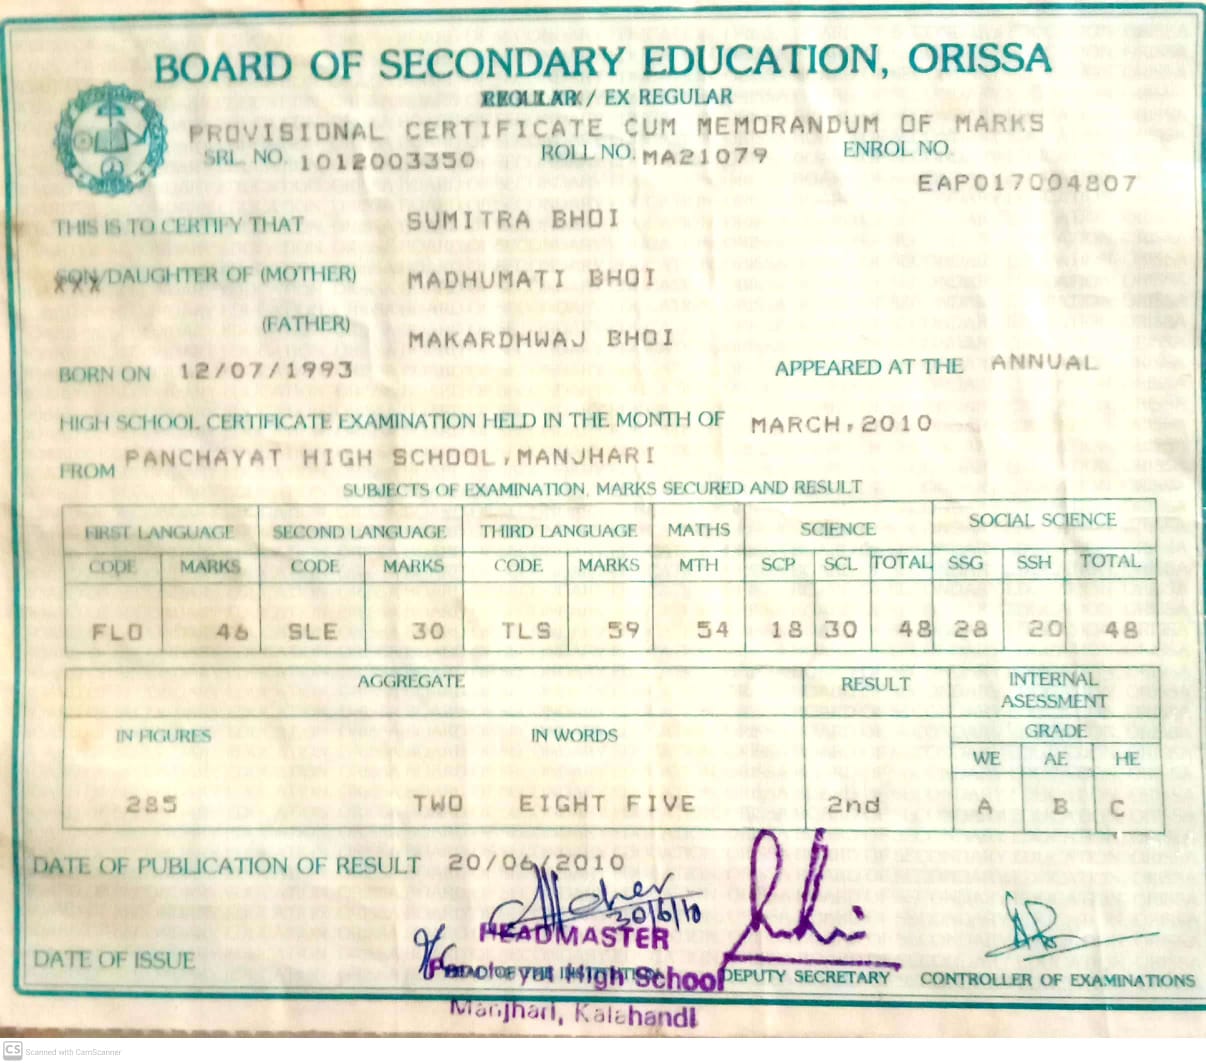 BOARD OF SECONDARY EDUCATION, ORISSA
REGULAR / EX REGULAR
PROVISIONAL CERTIFICATE CUM MEMORANDUM OF MARKS
SRL. NO. 1012003350 ROLL NO. MA21079 ENROL NO.
EAP017004807
THIS IS TO CERTIFY THAT SUMITRA BHOI
SON/DAUGHTER OF (MOTHER) MADHUMATI BHOI
(FATHER) MAKARDHWAJ BHOI
BORN ON 12/07/1993 APPEARED AT THE ANNUAL
HIGH SCHOOL CERTIFICATE EXAMINATION HELD IN THE MONTH OF MARCH,2010
FROM PANCHAYAT HIGH SCHOOL,MANJHARI
SUBJECTS OF EXAMINATION, MARKS SECURED AND RESULT
FIRST LANGUAGE SECOND LANGUAGE THIRD LANGUAGE MATHS SCIENCE SOCIAL SCIENCE
CODE MARKS CODE MARKS CODE MARKS MTH SCP SCL TOTAL SSG SSH TOTAL
FLO 46 SLE 30 TLS 59 54 18 30 48 28 20 48
AGGREGATE RESULT INTERNAL
ASESSMENT
IN FIGURES IN WORDS GRADE
WE AE HE
285 TWO EIGHT FIVE 2nd A B C
DATE OF PUBLICATION OF RESULT 20/06/2010
30/6/10
HEADMASTER
DATE OF ISSUE
High School DEPUTY SECRETARY CONTROLLER OF EXAMINATIONS
Manjhari, Kalahandi
CS Scanned with CamScanner